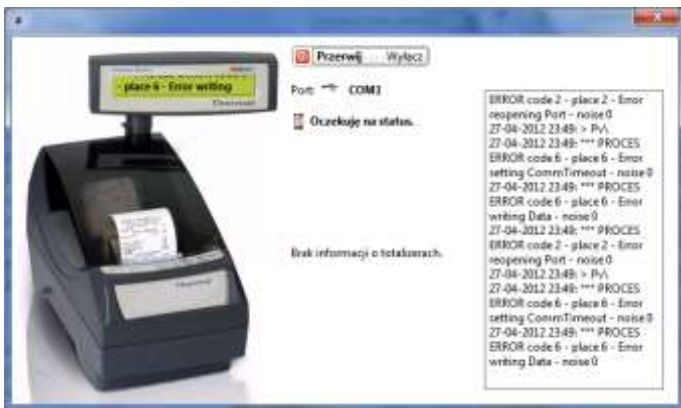 Przerwij Wyłącz
Port: COM1
Oczekuję na status.
Brak informacji o totalizerach.
- place 6 - Error writing
Thermal
ERROR code 2 - place 2 - Error
reopening Port - noise 0
27-04-2012 23:49: > P\/\
27-04-2012 23:49: *** PROCES
ERROR code 6 - place 6 - Error
setting CommTimeout - noise 0
27-04-2012 23:49: *** PROCES
ERROR code 6 - place 6 - Error
writing Data - noise 0
27-04-2012 23:49: *** PROCES
ERROR code 2 - place 2 - Error
reopening Port - noise 0
27-04-2012 23:49: > P\/\
27-04-2012 23:49: *** PROCES
ERROR code 6 - place 6 - Error
setting CommTimeout - noise 0
27-04-2012 23:49: *** PROCES
ERROR code 6 - place 6 - Error
writing Data - noise 0